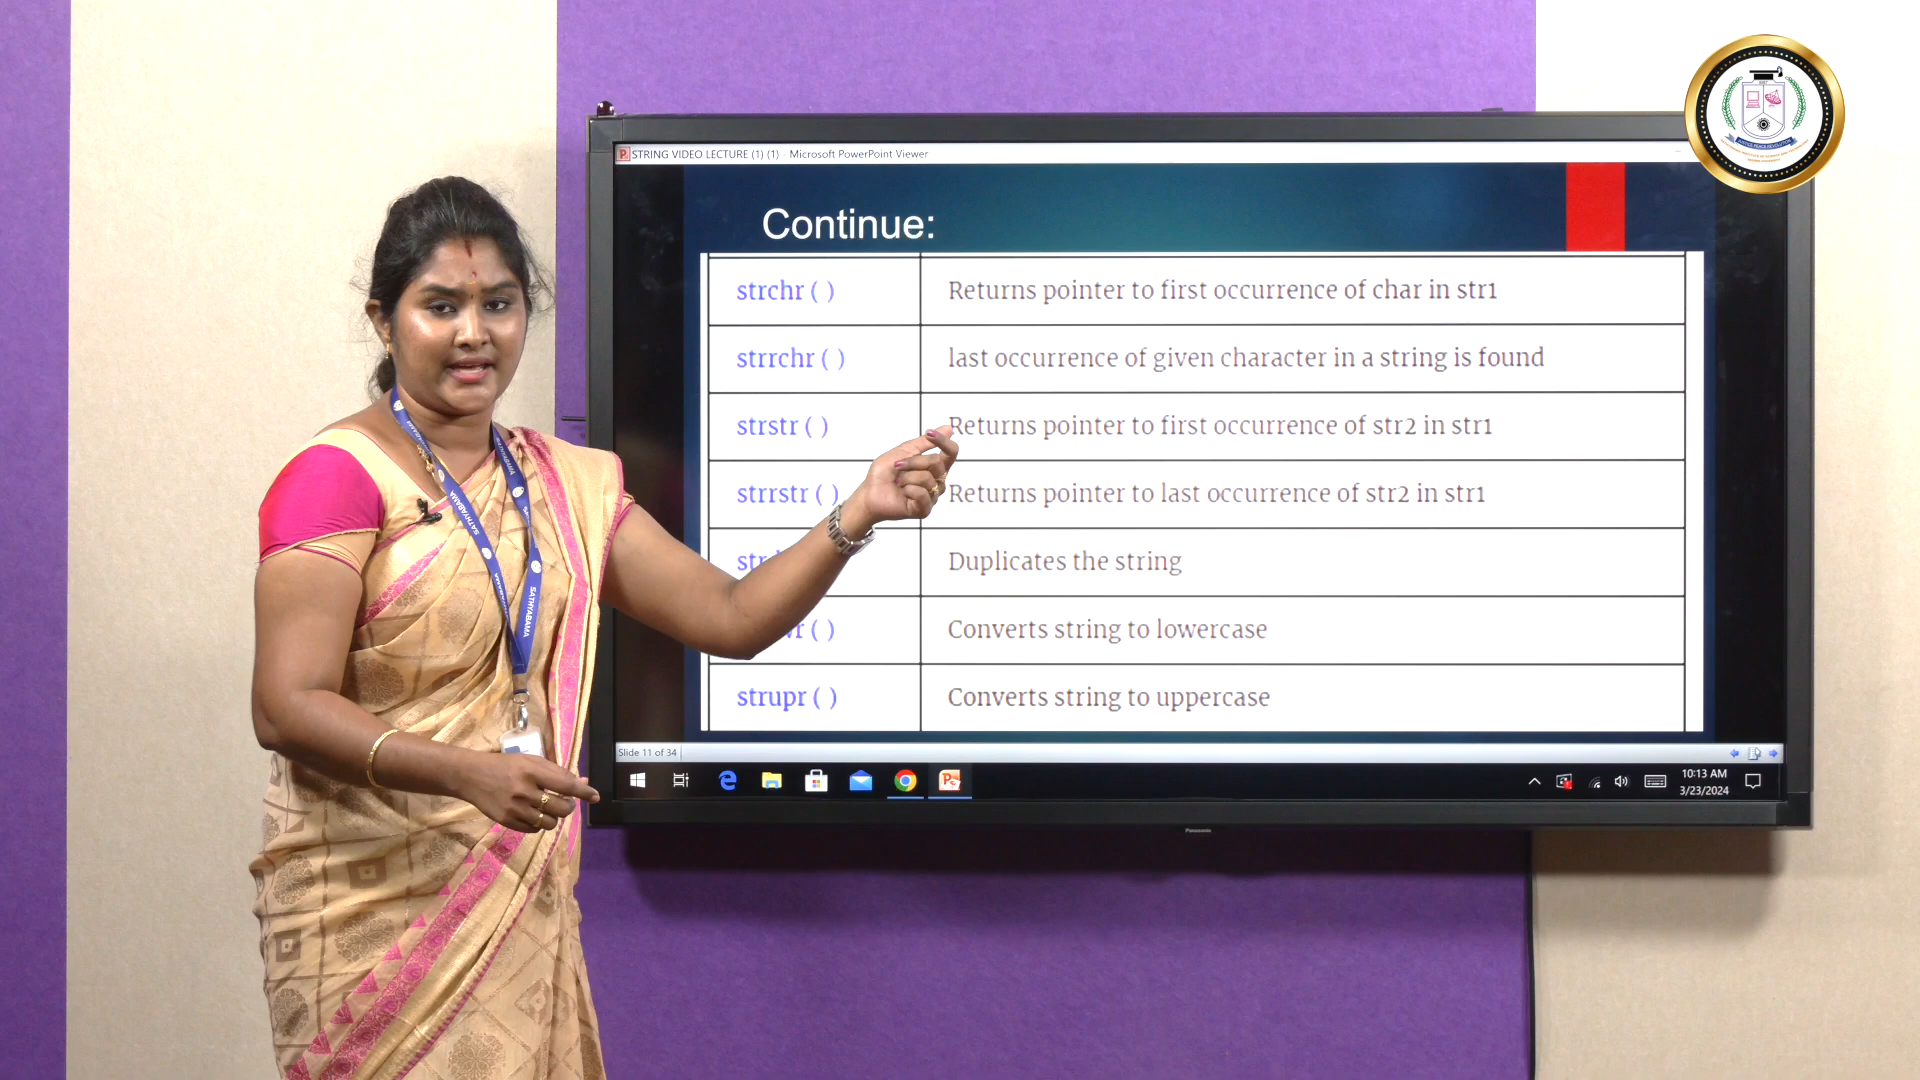 STRING VIDEO LECTURE (1) (1) - Microsoft PowerPoint Viewer
Continue:
strchr ( ) Returns pointer to first occurrence of char in str1
strrchr ( ) last occurrence of given character in a string is found
strstr ( ) Returns pointer to first occurrence of str2 in str1
strrstr ( ) Returns pointer to last occurrence of str2 in str1
Duplicates the string
( ) Converts string to lowercase
strupr ( ) Converts string to uppercase
Slide 11 of 34
10:13 AM
3/23/2024
Panasonic
SATHYABAMA
SATHYABAMA